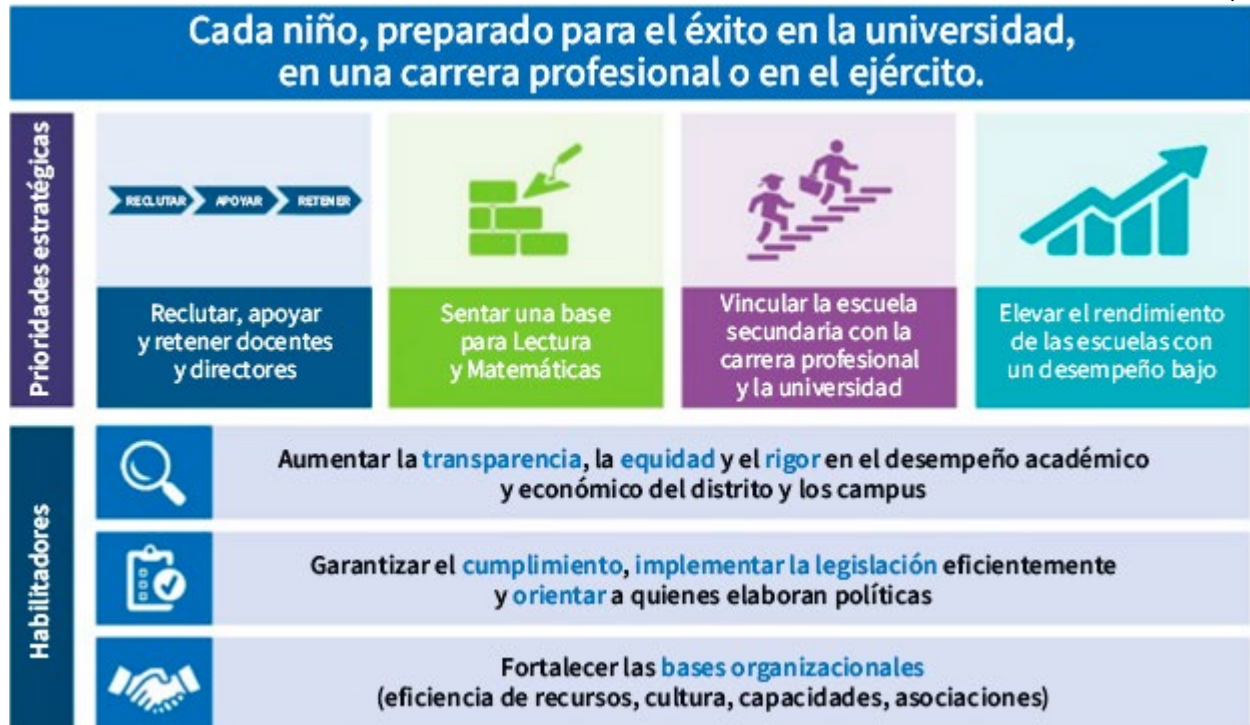 Cada niño, preparado para el éxito en la universidad,
en una carrera profesional o en el ejército.
Prioridades estratégicas
RECLUTAR
APOYAR
RETENER
Reclutar, apoyar
y retener docentes
y directores
Sentar una base
para Lectura
y Matemáticas
Vincular la escuela
secundaria con la
carrera profesional
y la universidad
Elevar el rendimiento
de las escuelas con
un desempeño bajo
Habilitadores
Aumentar la transparencia, la equidad y el rigor en el desempeño académico
y económico del distrito y los campus
Garantizar el cumplimiento, implementar la legislación eficientemente
y orientar a quienes elaboran políticas
Fortalecer las bases organizacionales
(eficiencia de recursos, cultura, capacidades, asociaciones)